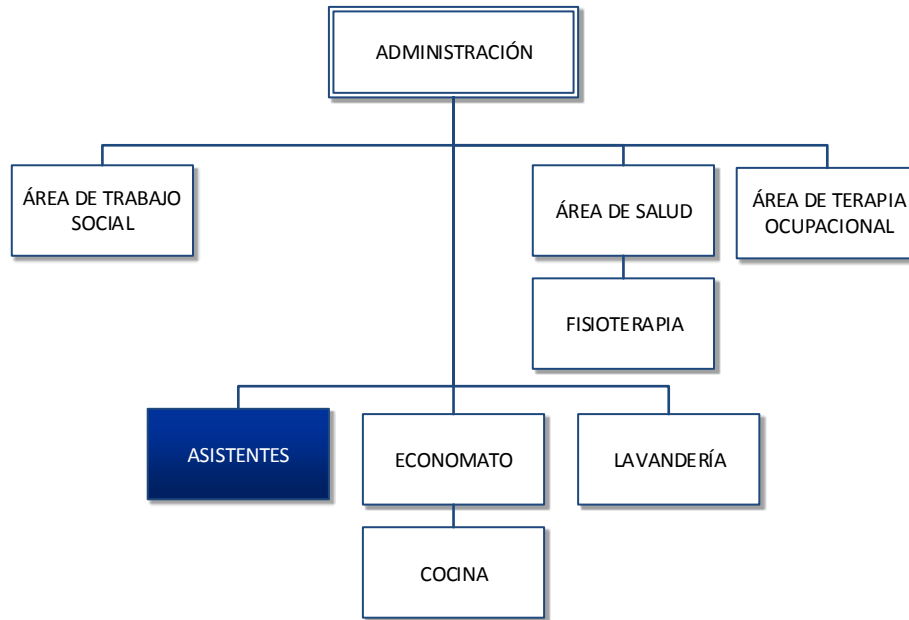 ADMINISTRACIÓN
ÁREA DE TRABAJO
SOCIAL
ÁREA DE SALUD
ÁREA DE TERAPIA
OCUPACIONAL
FISIOTERAPIA
ASISTENTES
ECONOMATO
LAVANDERÍA
COCINA